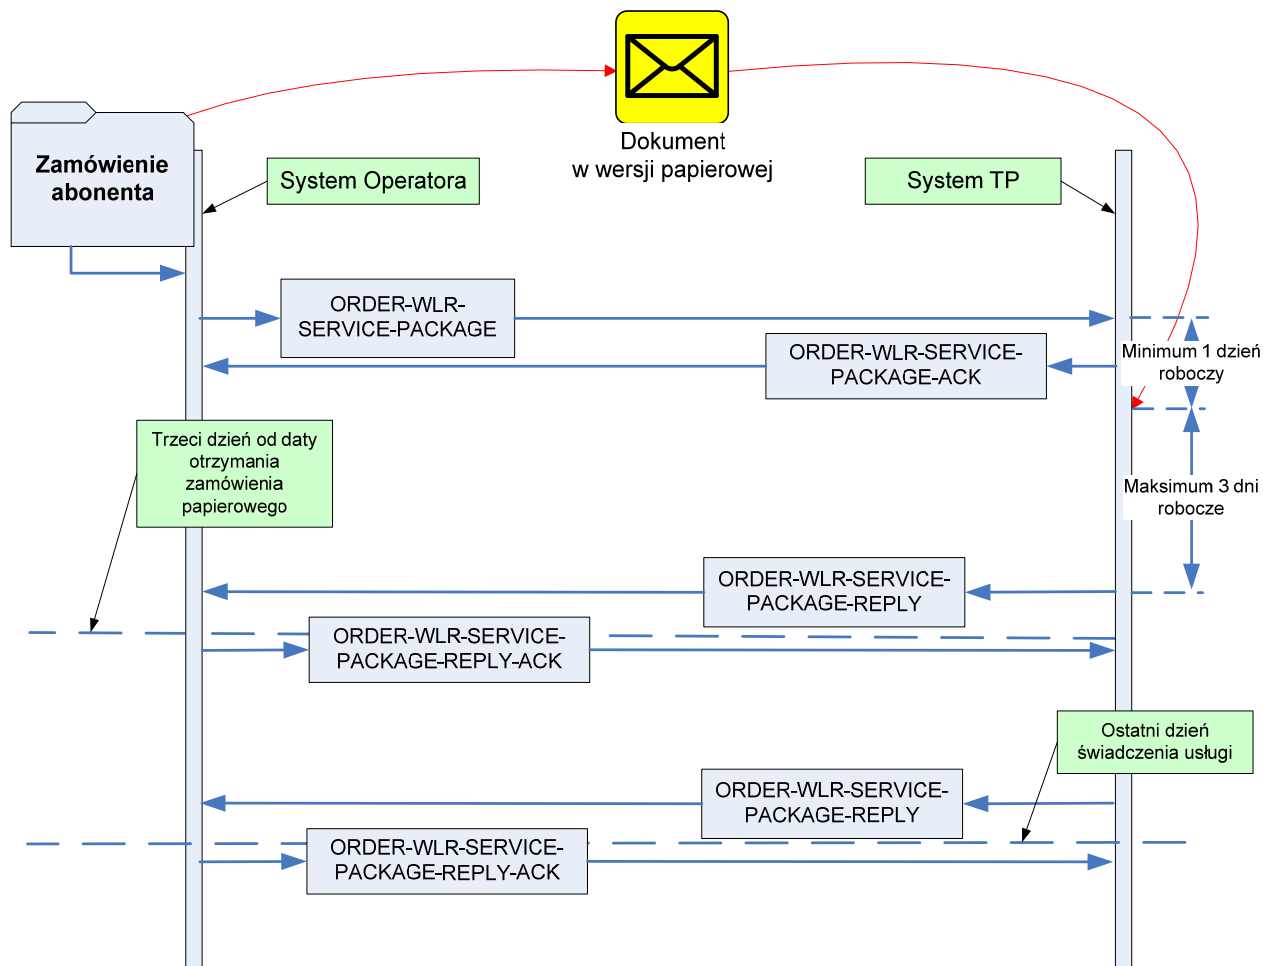 Dokument
w wersji papierowej
Zamówienie
abonenta
System Operatora
System TP
ORDER-WLR-
SERVICE-PACKAGE
ORDER-WLR-SERVICE-
PACKAGE-ACK
Minimum 1 dzień
roboczy
Trzeci dzień od daty
otrzymania
zamówienia
papierowego
Maksimum 3 dni
robocze
ORDER-WLR-SERVICE-
PACKAGE-REPLY
ORDER-WLR-SERVICE-
PACKAGE-REPLY-ACK
Ostatni dzień
świadczenia usługi
ORDER-WLR-SERVICE-
PACKAGE-REPLY
ORDER-WLR-SERVICE-
PACKAGE-REPLY-ACK